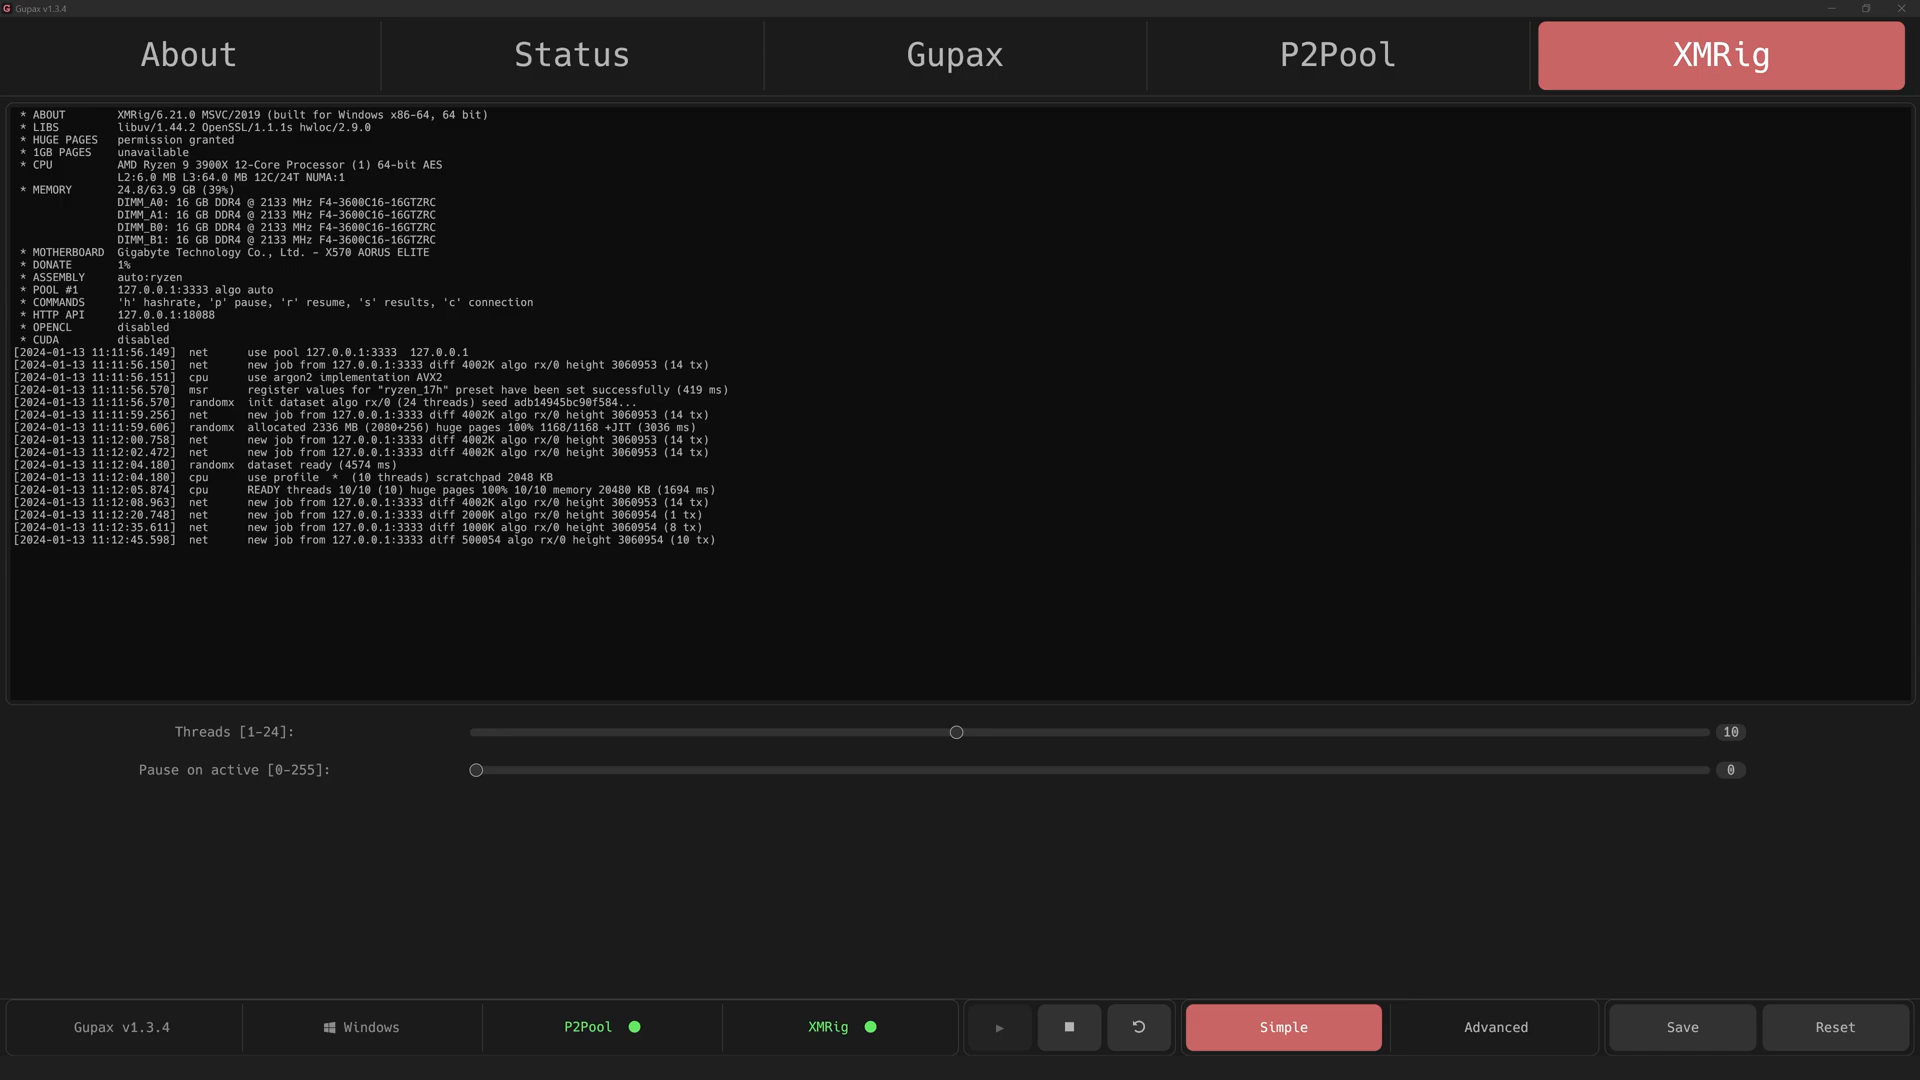 Gupax v1.3.4
About Status Gupax P2Pool XMRig
* ABOUT XMRig/6.21.0 MSVC/2019 (built for Windows x86-64, 64 bit)
* LIBS libuv/1.44.2 OpenSSL/1.1.1s hwloc/2.9.0
* HUGE PAGES permission granted
* 1GB PAGES unavailable
* CPU AMD Ryzen 9 3900X 12-Core Processor (1) 64-bit AES
L2:6.0 MB L3:64.0 MB 12C/24T NUMA:1
* MEMORY 24.8/63.9 GB (39%)
DIMM_A0: 16 GB DDR4 @ 2133 MHz F4-3600C16-16GTZRC
DIMM_A1: 16 GB DDR4 @ 2133 MHz F4-3600C16-16GTZRC
DIMM_B0: 16 GB DDR4 @ 2133 MHz F4-3600C16-16GTZRC
DIMM_B1: 16 GB DDR4 @ 2133 MHz F4-3600C16-16GTZRC
* MOTHERBOARD Gigabyte Technology Co., Ltd. - X570 AORUS ELITE
* DONATE 1%
* ASSEMBLY auto:ryzen
* POOL #1 127.0.0.1:3333 algo auto
* COMMANDS 'h' hashrate, 'p' pause, 'r' resume, 's' results, 'c' connection
* HTTP API 127.0.0.1:18088
* OPENCL disabled
* CUDA disabled
[2024-01-13 11:11:56.149] net use pool 127.0.0.1:3333 127.0.0.1
[2024-01-13 11:11:56.150] net new job from 127.0.0.1:3333 diff 4002K algo rx/0 height 3060953 (14 tx)
[2024-01-13 11:11:56.151] cpu use argon2 implementation AVX2
[2024-01-13 11:11:56.570] msr register values for "ryzen_17h" preset have been set successfully (419 ms)
[2024-01-13 11:11:56.570] randomx init dataset algo rx/0 (24 threads) seed adb14945bc90f584...
[2024-01-13 11:11:59.256] net new job from 127.0.0.1:3333 diff 4002K algo rx/0 height 3060953 (14 tx)
[2024-01-13 11:11:59.606] randomx allocated 2336 MB (2080+256) huge pages 100% 1168/1168 +JIT (3036 ms)
[2024-01-13 11:12:00.758] net new job from 127.0.0.1:3333 diff 4002K algo rx/0 height 3060953 (14 tx)
[2024-01-13 11:12:02.472] net new job from 127.0.0.1:3333 diff 4002K algo rx/0 height 3060953 (14 tx)
[2024-01-13 11:12:04.180] randomx dataset ready (4574 ms)
[2024-01-13 11:12:04.180] cpu use profile * (10 threads) scratchpad 2048 KB
[2024-01-13 11:12:05.874] cpu READY threads 10/10 (10) huge pages 100% 10/10 memory 20480 KB (1694 ms)
[2024-01-13 11:12:08.963] net new job from 127.0.0.1:3333 diff 4002K algo rx/0 height 3060953 (14 tx)
[2024-01-13 11:12:20.748] net new job from 127.0.0.1:3333 diff 2000K algo rx/0 height 3060954 (1 tx)
[2024-01-13 11:12:35.611] net new job from 127.0.0.1:3333 diff 1000K algo rx/0 height 3060954 (8 tx)
[2024-01-13 11:12:45.598] net new job from 127.0.0.1:3333 diff 500054 algo rx/0 height 3060954 (10 tx)
Threads [1-24]: 10
Pause on active [0-255]: 0
Gupax v1.3.4 Windows P2Pool XMRig Simple Advanced Save Reset